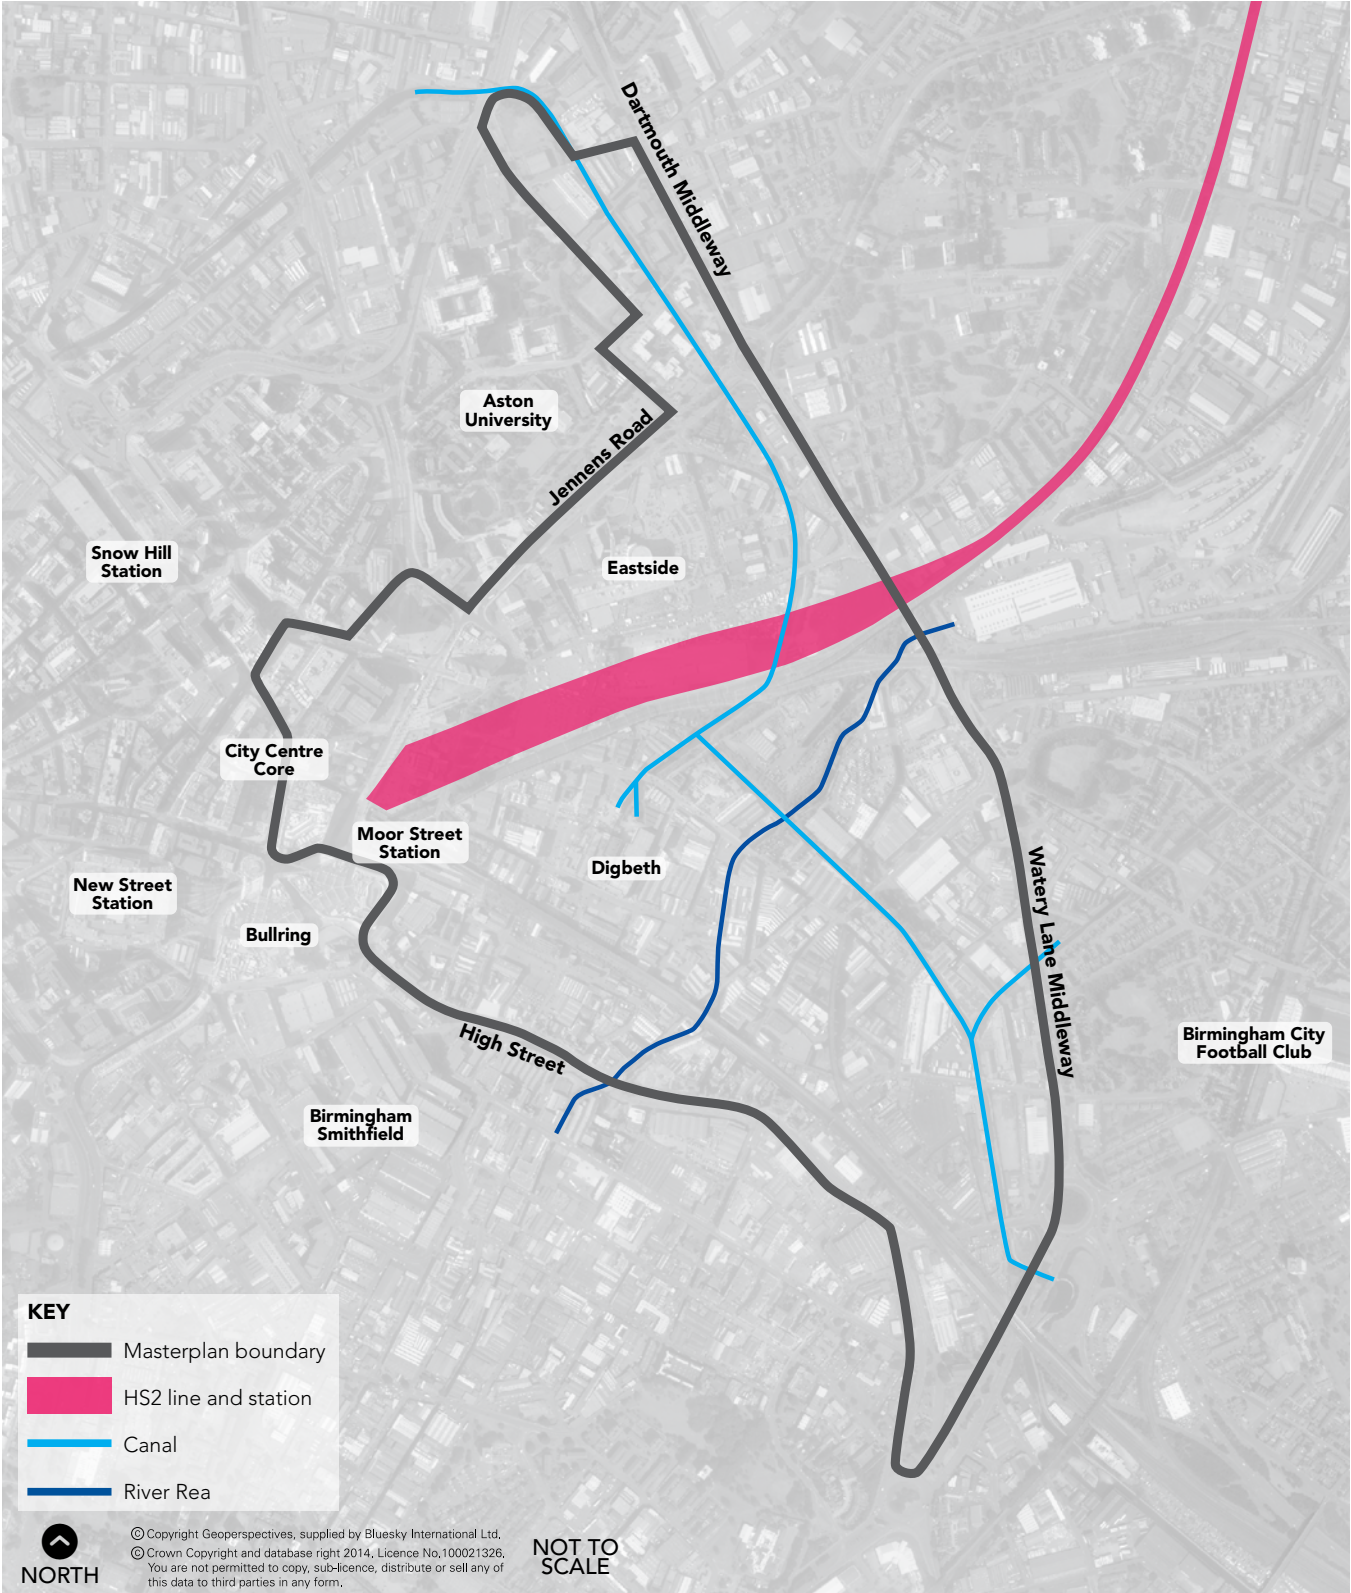 Dartmouth Middleway
Aston
University
Jennens Road
Snow Hill
Station
Eastside
City Centre
Core
Moor Street
Station
Digbeth
New Street
Station
Bullring
Watery Lane Middleway
High Street
Birmingham City
Football Club
Birmingham
Smithfield
KEY
Masterplan boundary
HS2 line and station
Canal
River Rea
NORTH
© Copyright Geoperspectives, supplied by Bluesky International Ltd.
© Crown Copyright and database right 2014. Licence No.100021326.
You are not permitted to copy, sub-licence, distribute or sell any of
this data to third parties in any form.
NOT TO
SCALE